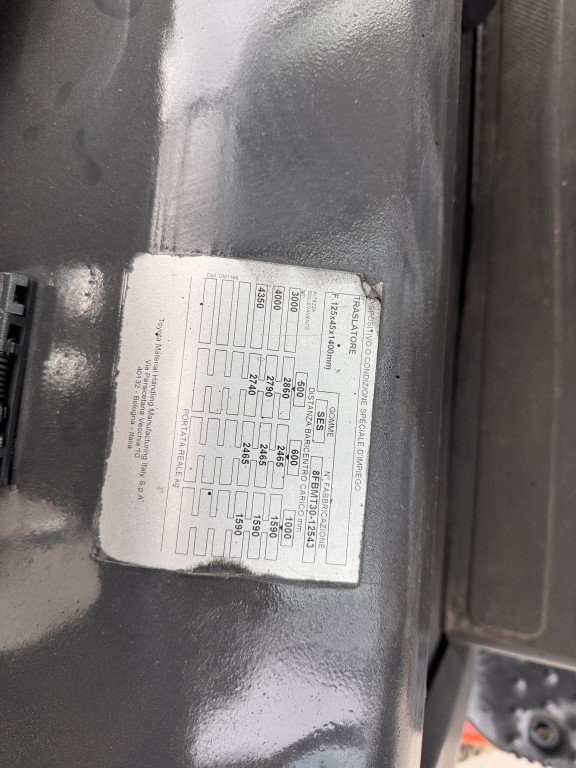 DISPOSITIVO O CONDIZIONE SPECIALE D'IMPIEGO
TRASLATORE
F.125x45x1400mm
GOMME
SES
N° FABBRICAZIONE
8FBMT30-12543
DISTANZA BARICENTRO CARICO mm
ALTEZZA SOLLEVAMENTO
500 600 1000
3000 2860 2465 1590
4000 2790 2465 1590
4350 2740 2465 1590
PORTATA REALE kg
Toyota Material Handling Manufacturing Italy S.p.A
Via Persicetana Vecchia 10
40132 - Bologna - Italia